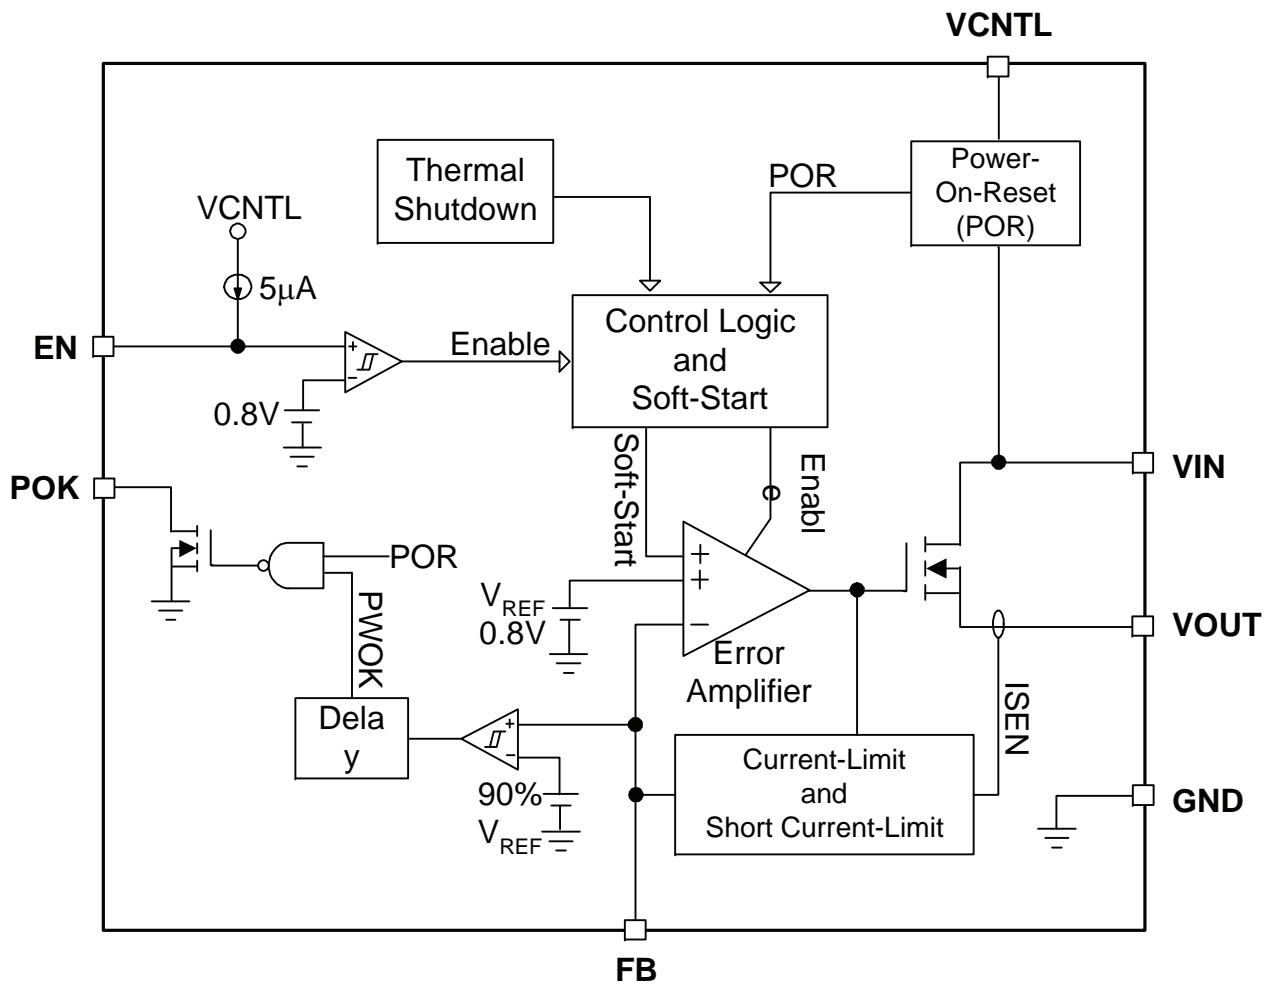 VCNTL
Thermal
Shutdown
POR
Power-
On-Reset
(POR)
VCNTL
5μA
EN
+
−
Enable
Control Logic
and
Soft-Start
0.8V
POK
Soft-Start
Enabl
e
VIN
POR
+
+
−
VREF
0.8V
PWOK
Error
Amplifier
VOUT
ISEN
Dela
y
+
−
90%
VREF
Current-Limit
and
Short Current-Limit
GND
FB